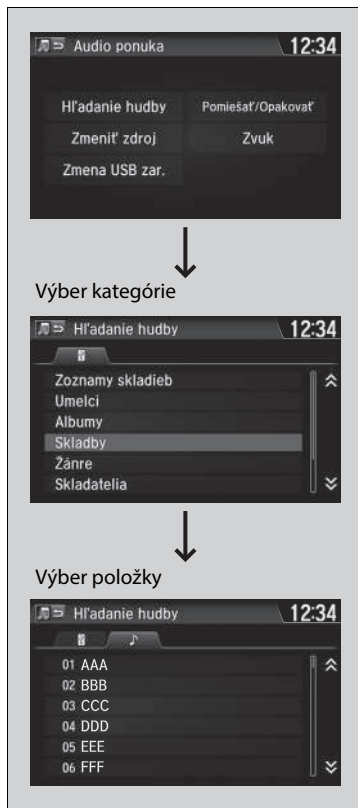 Audio ponuka 12:34
Hľadanie hudby Pomiešať/Opakovať
Zmeniť zdroj Zvuk
Zmena USB zar.
Výber kategórie
Hľadanie hudby 12:34
Zoznamy skladieb
Umelci
Albumy
Skladby
Žánre
Skladatelia
Výber položky
Hľadanie hudby 12:34
01 AAA
02 BBB
03 CCC
04 DDD
05 EEE
06 FFF